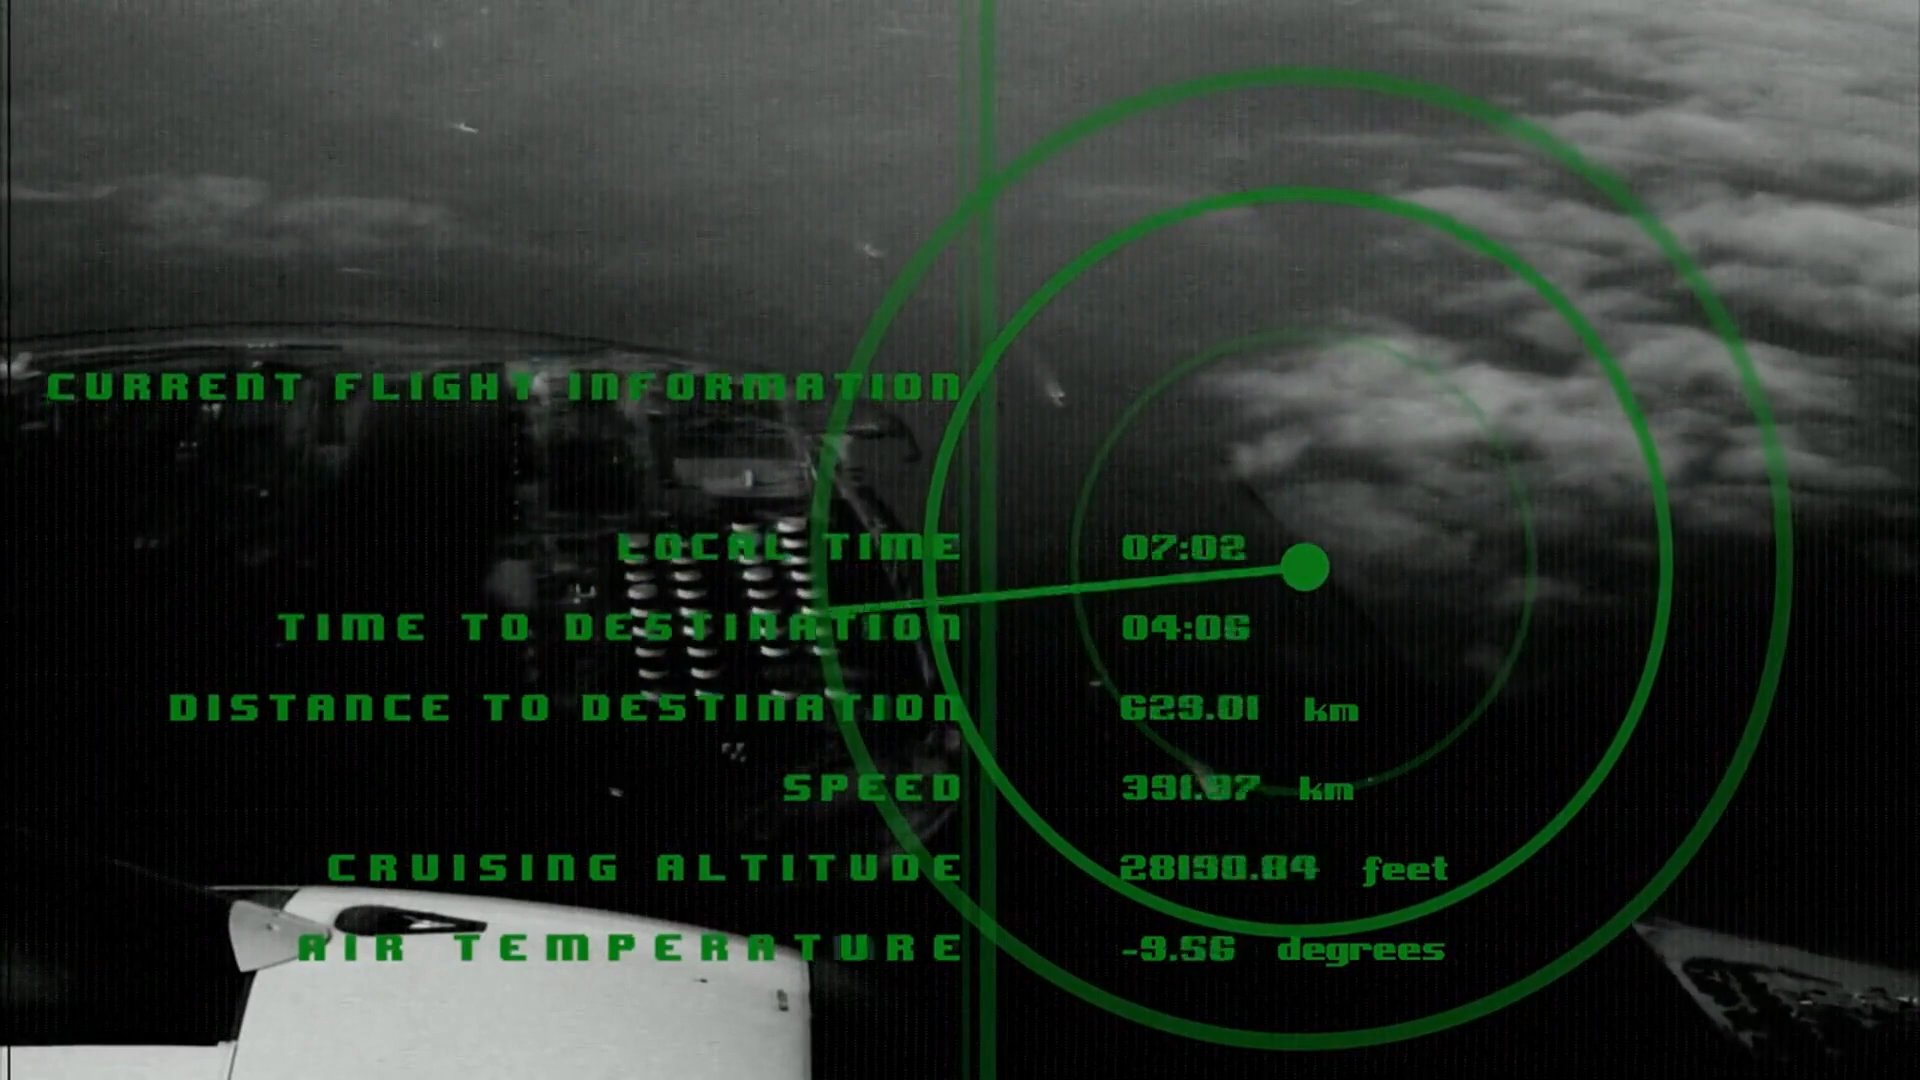 CURRENT FLIGHT INFORMATION
LOCAL TIME 07:02
TIME TO DESTINATION 04:06
DISTANCE TO DESTINATION 623.01 km
SPEED 391.97 km
CRUISING ALTITUDE 28190.84 feet
AIR TEMPERATURE -9.56 degrees